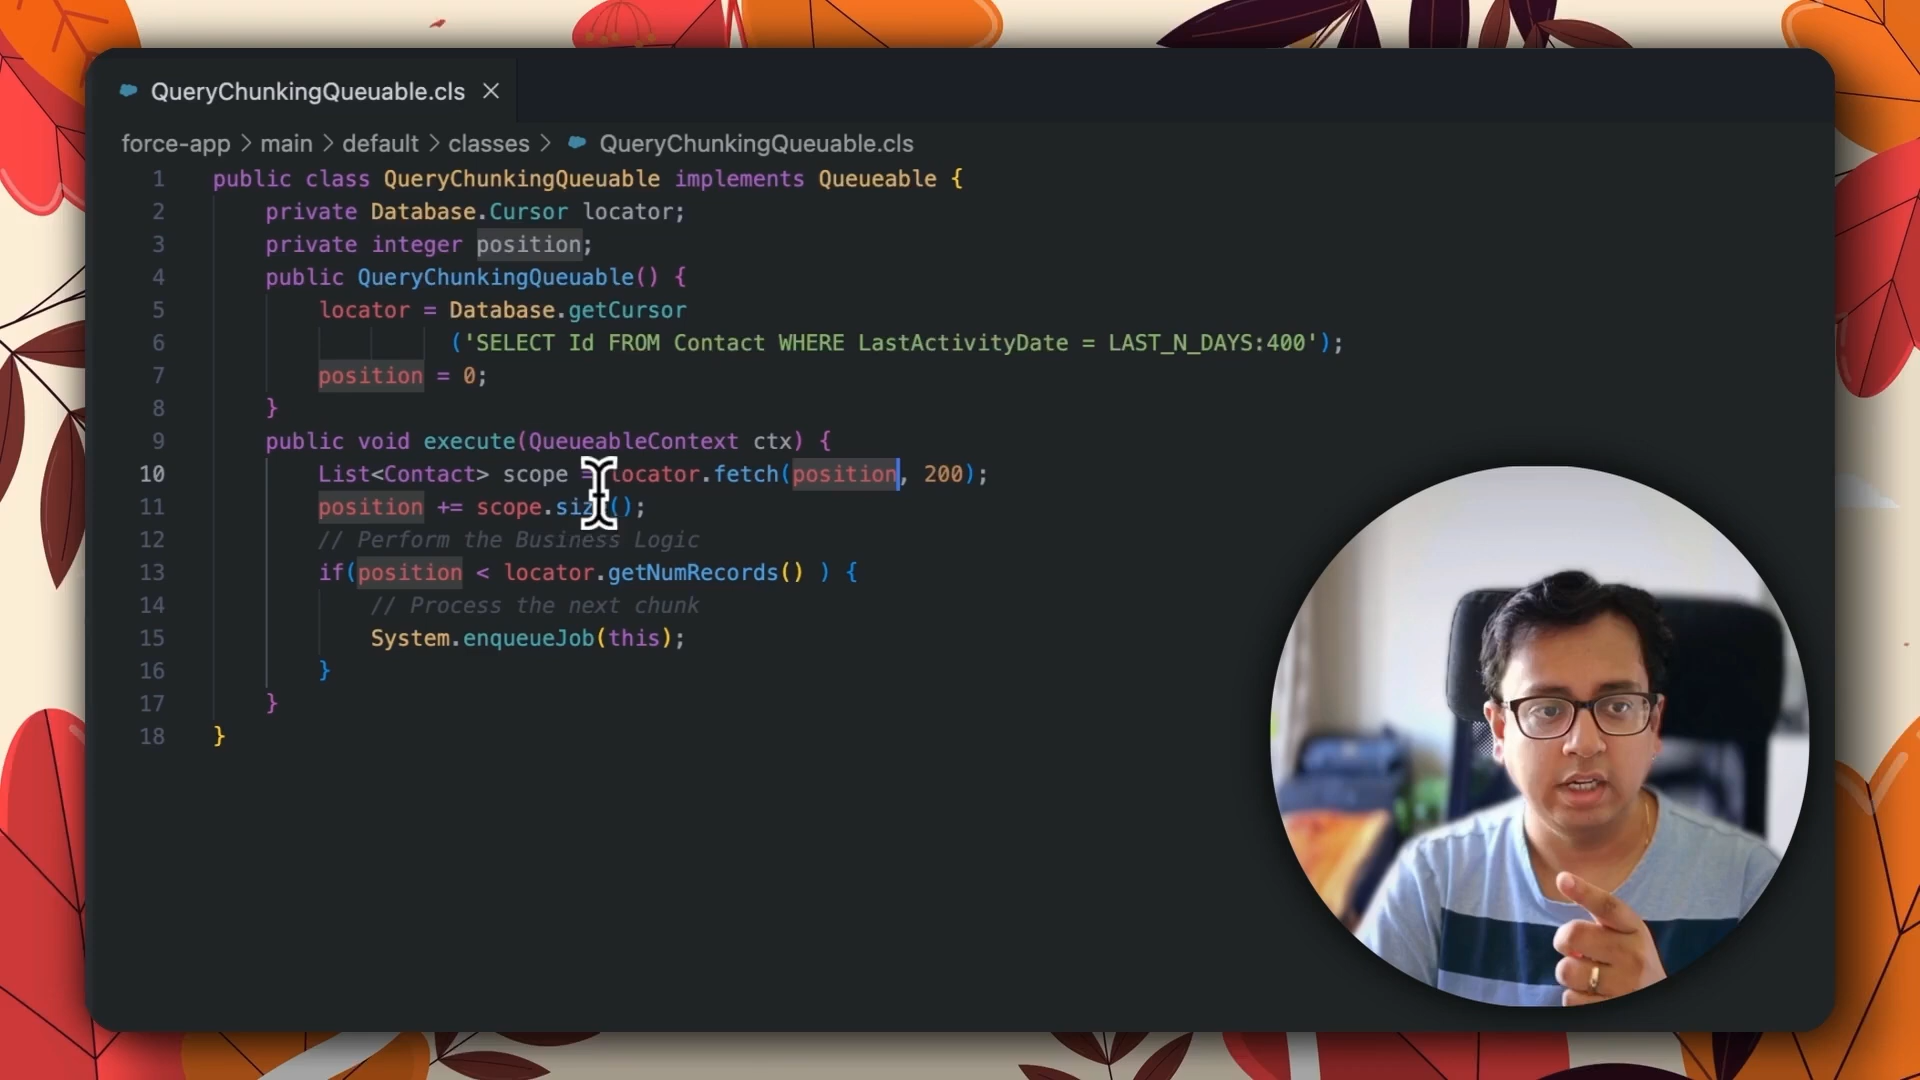 QueryChunkingQueuable.cls
force-app > main > default > classes > QueryChunkingQueuable.cls
1 public class QueryChunkingQueuable implements Queueable {
2 private Database.Cursor locator;
3 private integer position;
4 public QueryChunkingQueuable() {
5 locator = Database.getCursor
6 ('SELECT Id FROM Contact WHERE LastActivityDate = LAST_N_DAYS:400');
7 position = 0;
8 }
9 public void execute(QueueableContext ctx) {
10 List<Contact> scope = locator.fetch(position, 200);
11 position += scope.size();
12 // Perform the Business Logic
13 if(position < locator.getNumRecords() ) {
14 // Process the next chunk
15 System.enqueueJob(this);
16 }
17 }
18 }